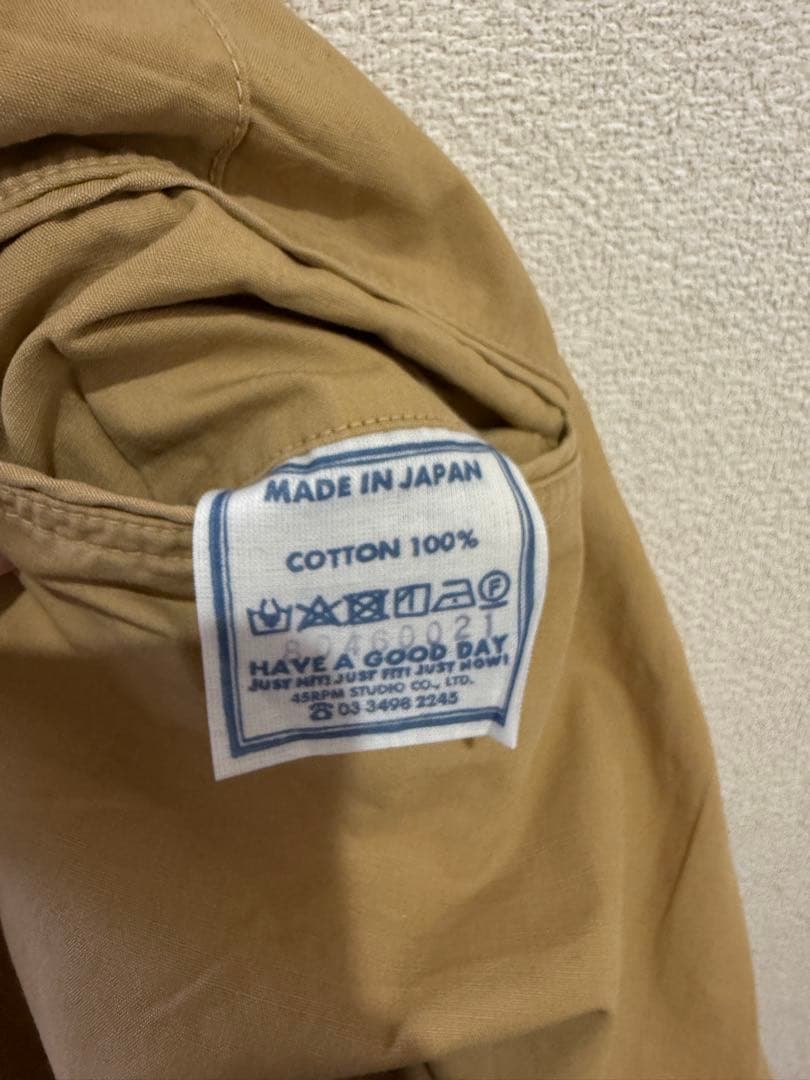 MADE IN JAPAN
COTTON 100%
F
HAVE A GOOD DAY
JUST HIT! JUST FIT! JUST NOW!
45RPM STUDIO CO., LTD.
☎ 03 3498 2245